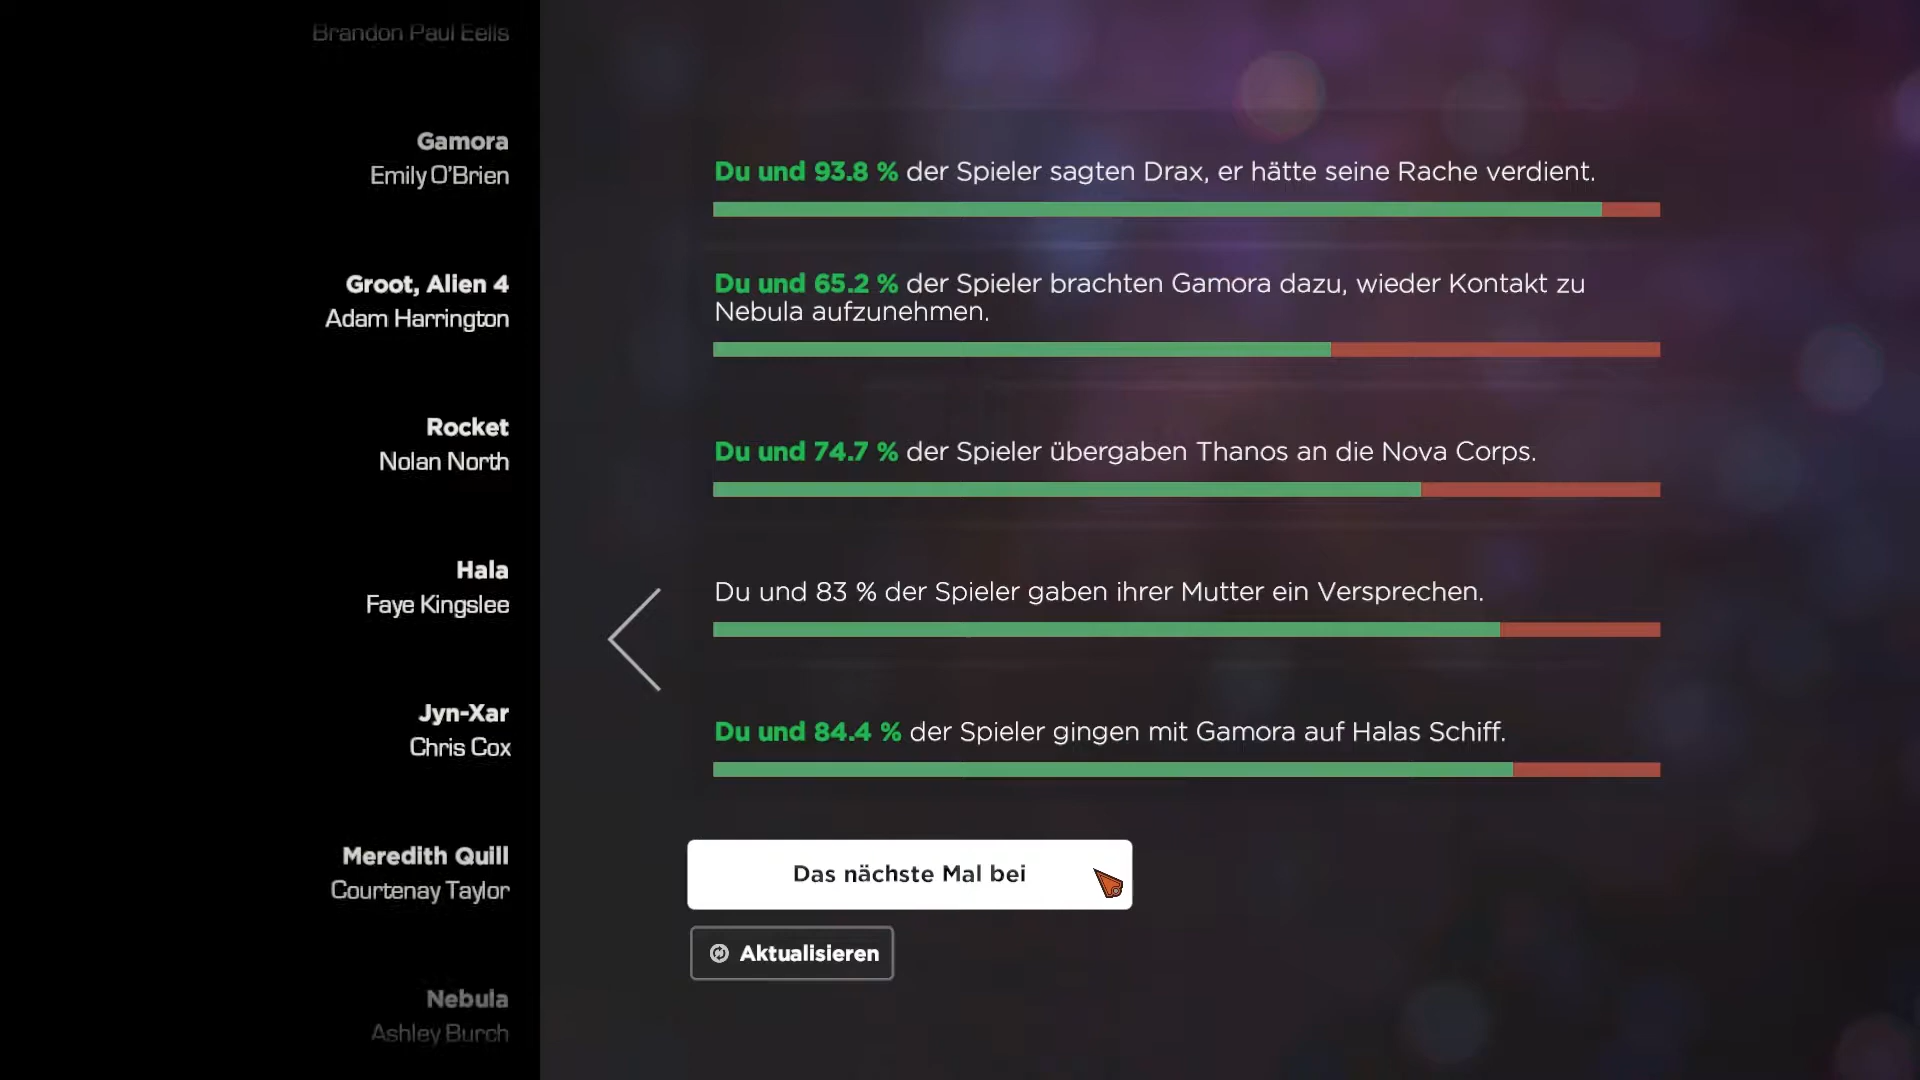 Brandon Paul Eells
Gamora
Emily O'Brien
Groot, Alien 4
Adam Harrington
Rocket
Nolan North
Hala
Faye Kingslee
Jyn-Xar
Chris Cox
Meredith Quill
Courtenay Taylor
Nebula
Ashley Burch
Du und 93.8 % der Spieler sagten Drax, er hätte seine Rache verdient.
Du und 65.2 % der Spieler brachten Gamora dazu, wieder Kontakt zu
Nebula aufzunehmen.
Du und 74.7 % der Spieler übergaben Thanos an die Nova Corps.
Du und 83 % der Spieler gaben ihrer Mutter ein Versprechen.
Du und 84.4 % der Spieler gingen mit Gamora auf Halas Schiff.
Das nächste Mal bei
Aktualisieren